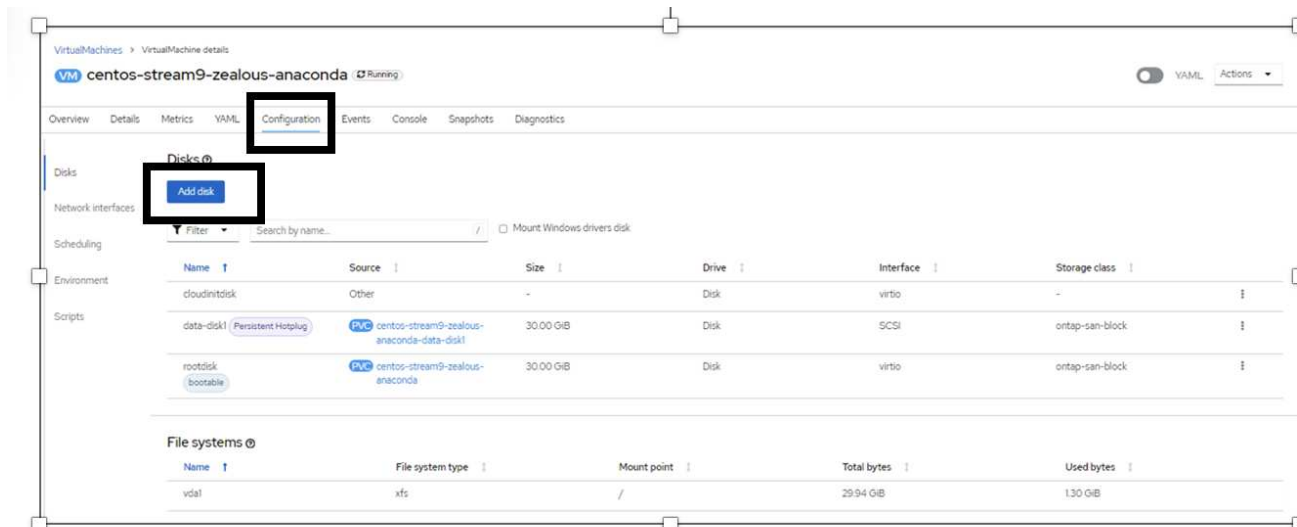 VirtualMachines > VirtualMachine details
VM centos-stream9-zealous-anaconda Running YAML Actions
Overview Details Metrics YAML Configuration Events Console Snapshots Diagnostics
Disks
Network interfaces
Scheduling
Environment
Scripts
Disks
Add disk
Filter Search by name... / Mount Windows drivers disk
Name Source Size Drive Interface Storage class
cloudinitdisk Other - Disk virtio -
data-disk1 Persistent Hotplug PVC centos-stream9-zealous- 30.00 GiB Disk SCSI ontap-san-block
anaconda-data-disk1
rootdisk PVC centos-stream9-zealous- 30.00 GiB Disk virtio ontap-san-block
bootable anaconda
File systems
Name File system type Mount point Total bytes Used bytes
vda1 xfs / 29.94 GiB 1.30 GiB